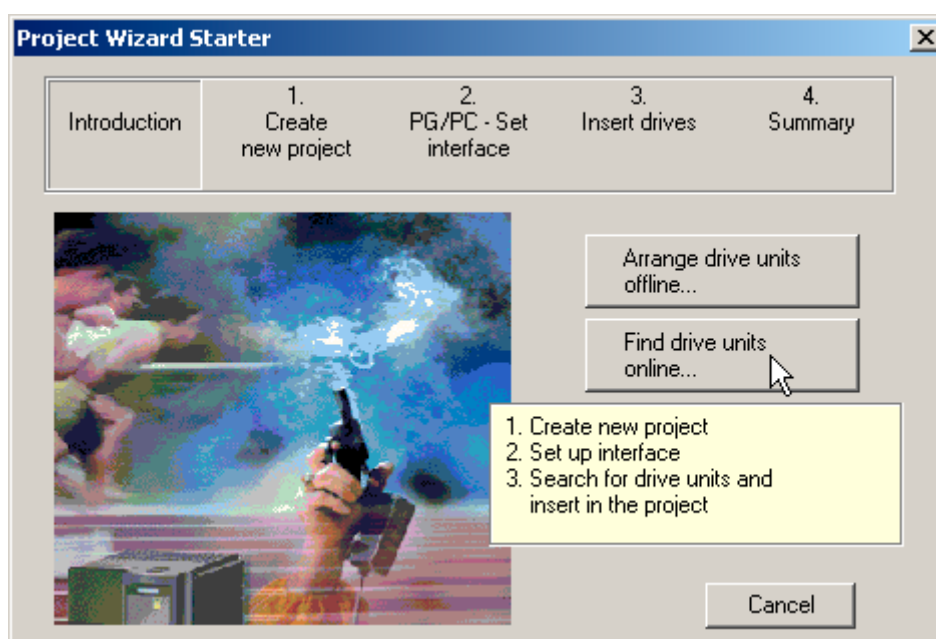 Project Wizard Starter
Introduction
1.
Create
new project
2.
PG/PC - Set
interface
3.
Insert drives
4.
Summary
Arrange drive units
offline...
Find drive units
online...
1. Create new project
2. Set up interface
3. Search for drive units and
insert in the project
Cancel